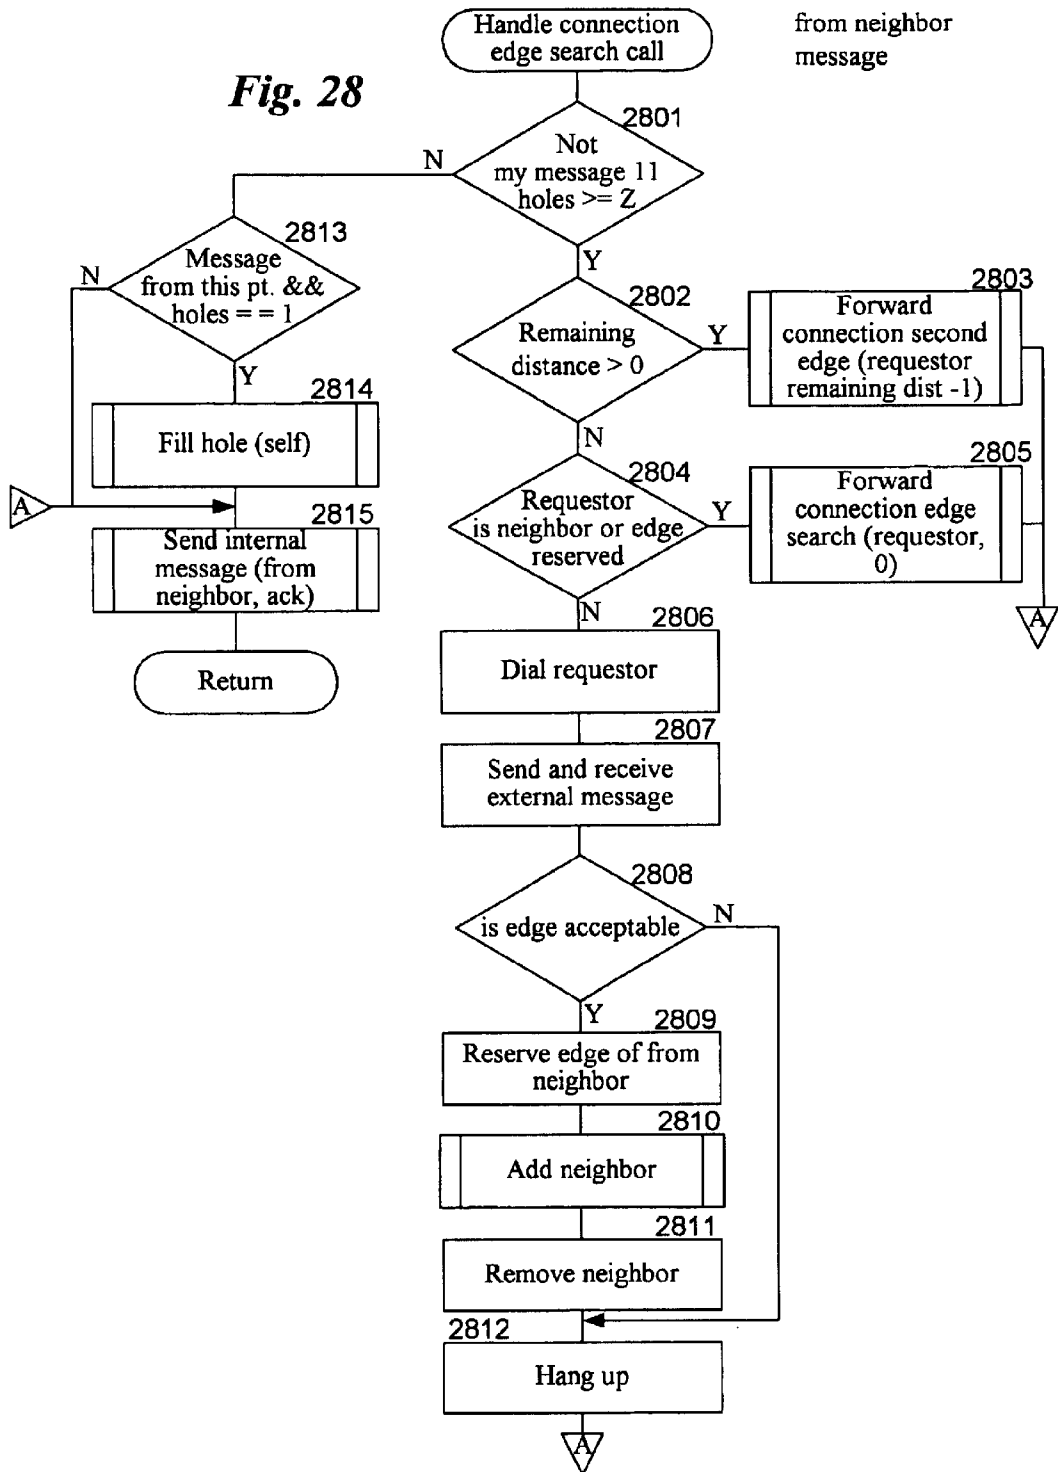 Handle connection
edge search call
from neighbor
message
Fig. 28
2801
Not
my message 11
holes >= Z
N
Y
2813
Message
from this pt. &&
holes = = 1
N
Y
2802
Remaining
distance > 0
Y
N
2803
Forward
connection second
edge (requestor
remaining dist -1)
2814
Fill hole (self)
A
2815
Send internal
message (from
neighbor, ack)
Return
2804
Requestor
is neighbor or edge
reserved
Y
N
2805
Forward
connection edge
search (requestor,
0)
A
2806
Dial requestor
2807
Send and receive
external message
2808
is edge acceptable
N
Y
2809
Reserve edge of from
neighbor
2810
Add neighbor
2811
Remove neighbor
2812
Hang up
A